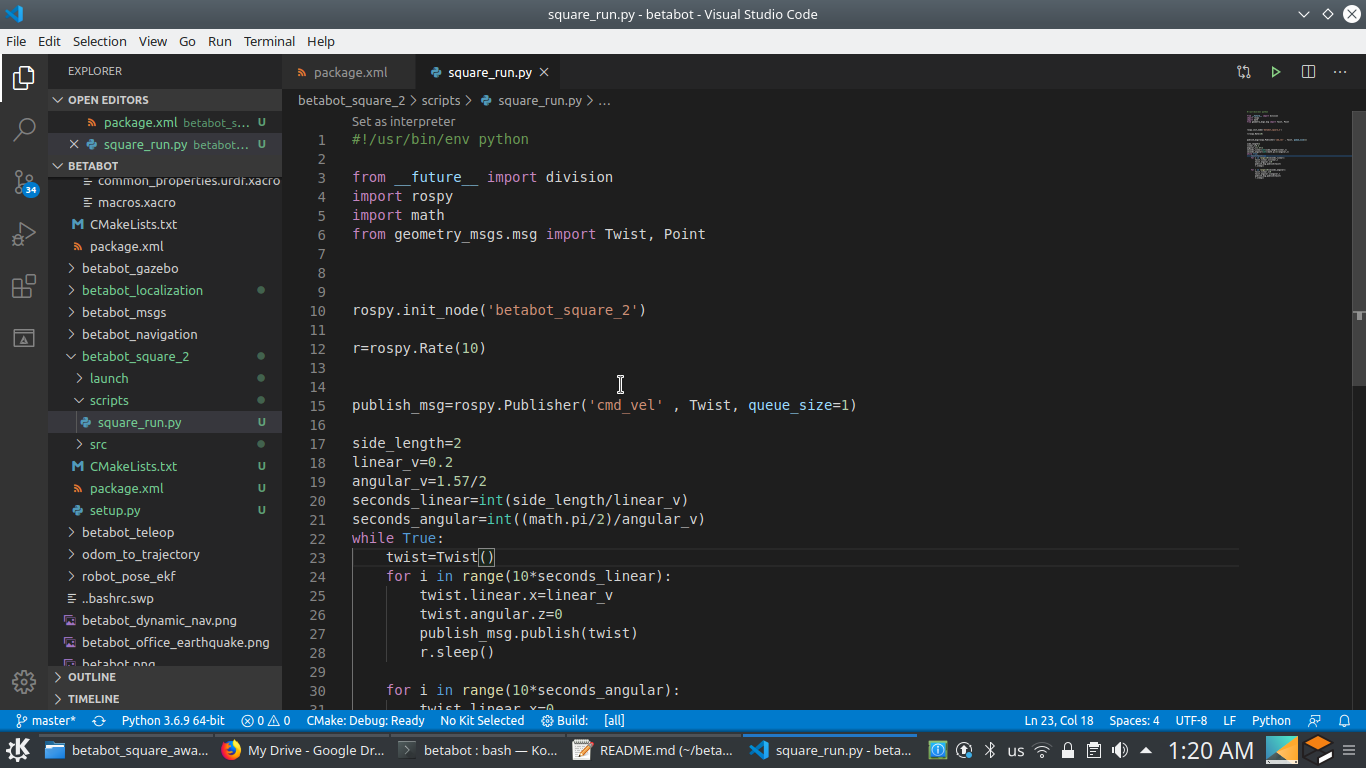 square_run.py - betabot - Visual Studio Code
File Edit Selection View Go Run Terminal Help
EXPLORER
OPEN EDITORS
package.xml betabot_s... U
square_run.py betabot... U
BETABOT
common_properties.urdf.xacro
macros.xacro
CMakeLists.txt
package.xml
betabot_gazebo
betabot_localization
betabot_msgs
betabot_navigation
betabot_square_2
launch
scripts
square_run.py U
src
CMakeLists.txt U
package.xml U
setup.py U
betabot_teleop
odom_to_trajectory
robot_pose_ekf
..bashrc.swp
betabot_dynamic_nav.png
betabot_office_earthquake.png
betabot.png
OUTLINE
TIMELINE
34
package.xml square_run.py
betabot_square_2 > scripts > square_run.py > ...
Set as interpreter
1 #!/usr/bin/env python
2
3 from __future__ import division
4 import rospy
5 import math
6 from geometry_msgs.msg import Twist, Point
7
8
9
10 rospy.init_node('betabot_square_2')
11
12 r=rospy.Rate(10)
13
14
15 publish_msg=rospy.Publisher('cmd_vel' , Twist, queue_size=1)
16
17 side_length=2
18 linear_v=0.2
19 angular_v=1.57/2
20 seconds_linear=int(side_length/linear_v)
21 seconds_angular=int((math.pi/2)/angular_v)
22 while True:
23 twist=Twist()
24 for i in range(10*seconds_linear):
25 twist.linear.x=linear_v
26 twist.angular.z=0
27 publish_msg.publish(twist)
28 r.sleep()
29
30 for i in range(10*seconds_angular):
31 twist.linear.x=0
master* Python 3.6.9 64-bit 0 0 CMake: Debug: Ready No Kit Selected Build: [all] Ln 23, Col 18 Spaces: 4 UTF-8 LF Python
betabot_square_awa... My Drive - Google Dr... betabot : bash — Ko... README.md (~/beta... square_run.py - beta... us 1:20 AM